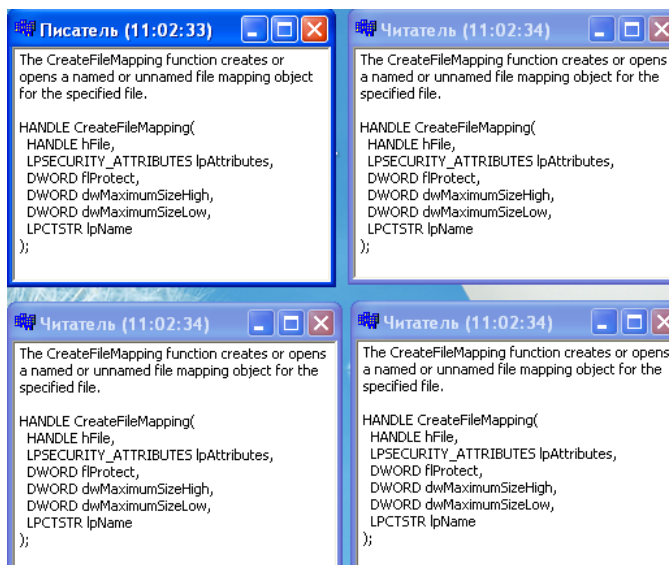 Писатель (11:02:33)
The CreateFileMapping function creates or
opens a named or unnamed file mapping object
for the specified file.
HANDLE CreateFileMapping(
HANDLE hFile,
LPSECURITY_ATTRIBUTES lpAttributes,
DWORD flProtect,
DWORD dwMaximumSizeHigh,
DWORD dwMaximumSizeLow,
LPCTSTR lpName
);
Читатель (11:02:34)
The CreateFileMapping function creates or opens
a named or unnamed file mapping object for the
specified file.
HANDLE CreateFileMapping(
HANDLE hFile,
LPSECURITY_ATTRIBUTES lpAttributes,
DWORD flProtect,
DWORD dwMaximumSizeHigh,
DWORD dwMaximumSizeLow,
LPCTSTR lpName
);
Читатель (11:02:34)
The CreateFileMapping function creates or opens
a named or unnamed file mapping object for the
specified file.
HANDLE CreateFileMapping(
HANDLE hFile,
LPSECURITY_ATTRIBUTES lpAttributes,
DWORD flProtect,
DWORD dwMaximumSizeHigh,
DWORD dwMaximumSizeLow,
LPCTSTR lpName
);
Читатель (11:02:34)
The CreateFileMapping function creates or opens
a named or unnamed file mapping object for the
specified file.
HANDLE CreateFileMapping(
HANDLE hFile,
LPSECURITY_ATTRIBUTES lpAttributes,
DWORD flProtect,
DWORD dwMaximumSizeHigh,
DWORD dwMaximumSizeLow,
LPCTSTR lpName
);